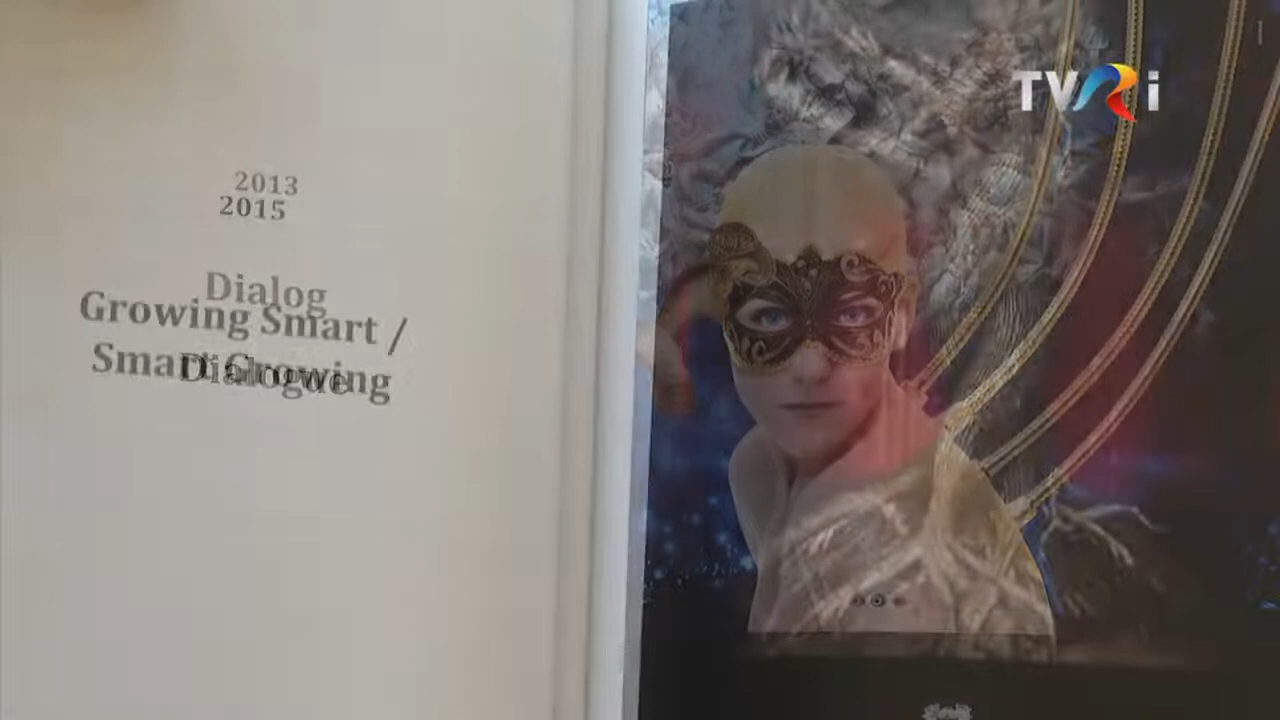 TVRi
2013
2015
Dialog
Growing Smart /
Smart Growing
Dialogue